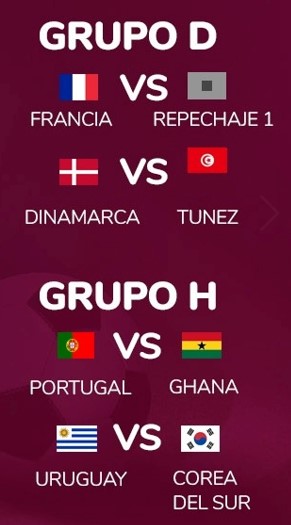 GRUPO D
VS
FRANCIA REPECHAJE 1
VS
DINAMARCA TUNEZ
GRUPO H
VS
PORTUGAL GHANA
VS
URUGUAY COREA
DEL SUR